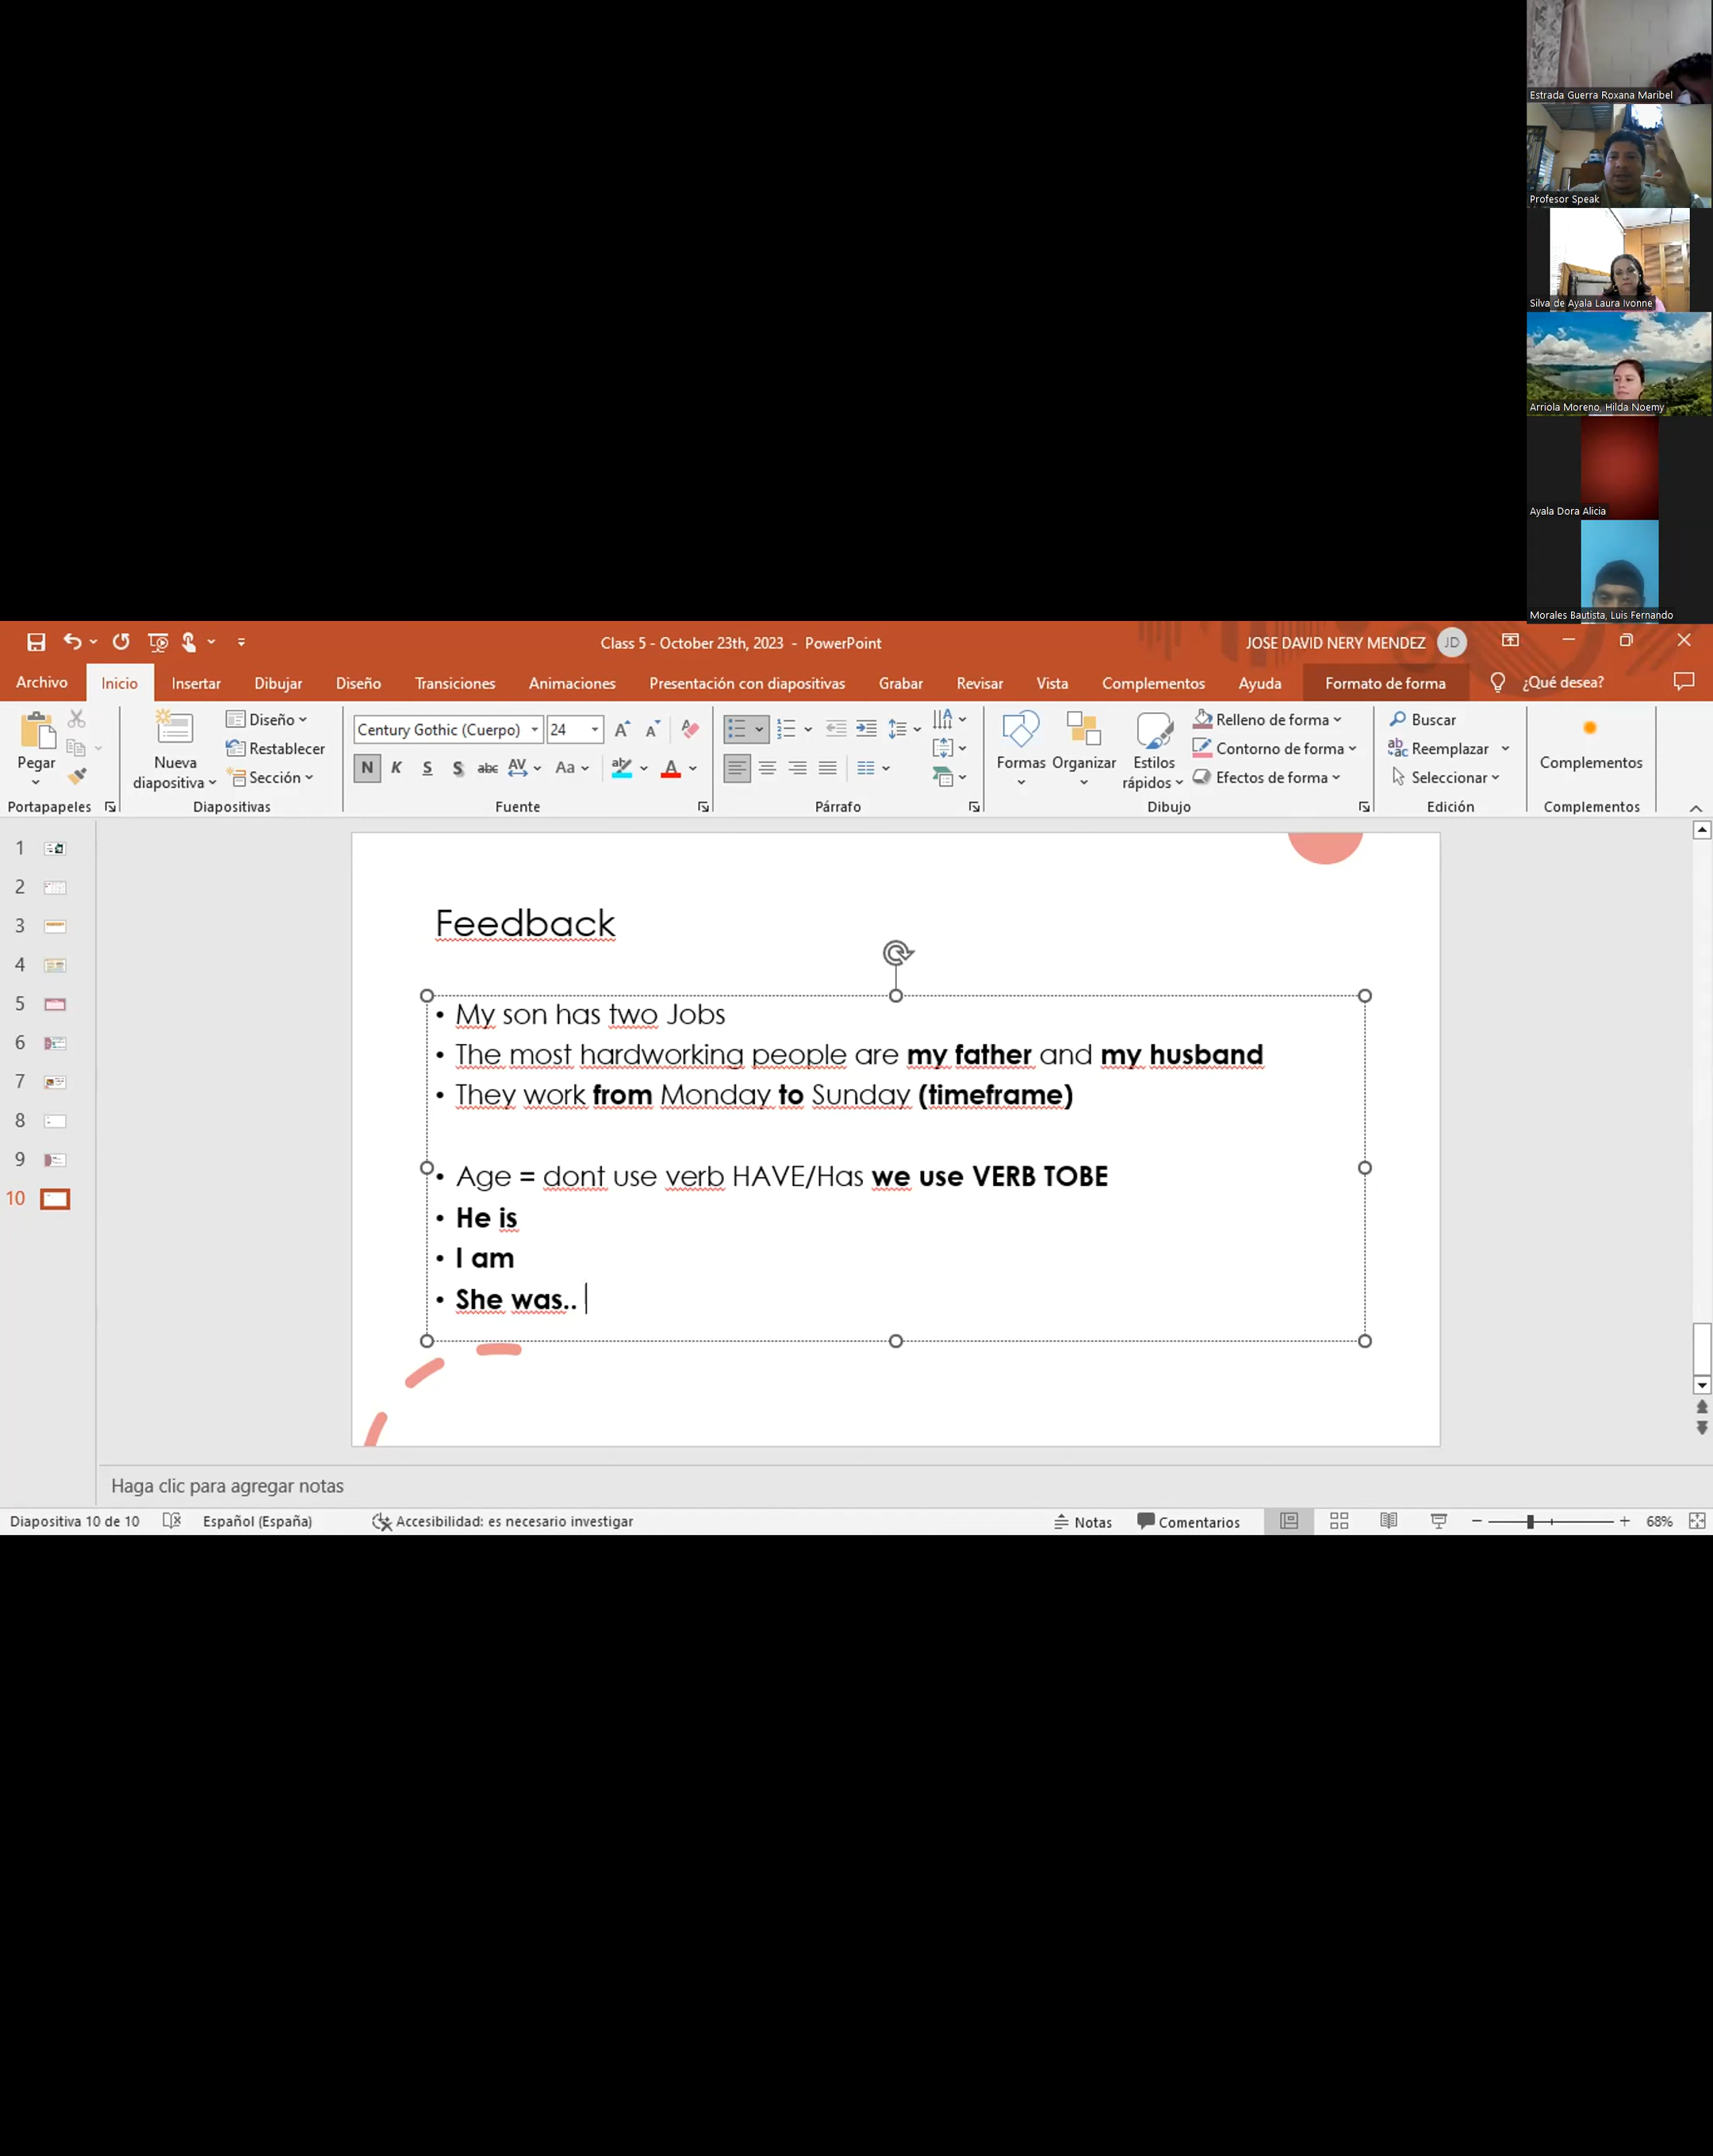 Estrada Guerra Roxana Maribel
Profesor Speak
Silva de Ayala Laura Ivonne
Arriola Moreno, Hilda Noemy
Ayala Dora Alicia
Morales Bautista, Luis Fernando
Class 5 - October 23th, 2023 - PowerPoint
JOSE DAVID NERY MENDEZ JD
Archivo Inicio Insertar Dibujar Diseño Transiciones Animaciones Presentación con diapositivas Grabar Revisar Vista Complementos Ayuda Formato de forma ¿Qué desea?
Pegar
Portapapeles
Nueva diapositiva
Diseño
Restablecer
Sección
Diapositivas
Century Gothic (Cuerpo) 24
N K S S abc AV Aa
Fuente
Párrafo
Formas
Organizar
Estilos rápidos
Relleno de forma
Contorno de forma
Efectos de forma
Dibujo
Buscar
Reemplazar
Seleccionar
Edición
Complementos
Complementos
1
2
3
4
5
6
7
8
9
10
Feedback
• My son has two Jobs
• The most hardworking people are my father and my husband
• They work from Monday to Sunday (timeframe)
• Age = dont use verb HAVE/Has we use VERB TOBE
• He is
• I am
• She was..
Haga clic para agregar notas
Diapositiva 10 de 10 Español (España) Accesibilidad: es necesario investigar Notas Comentarios 68%